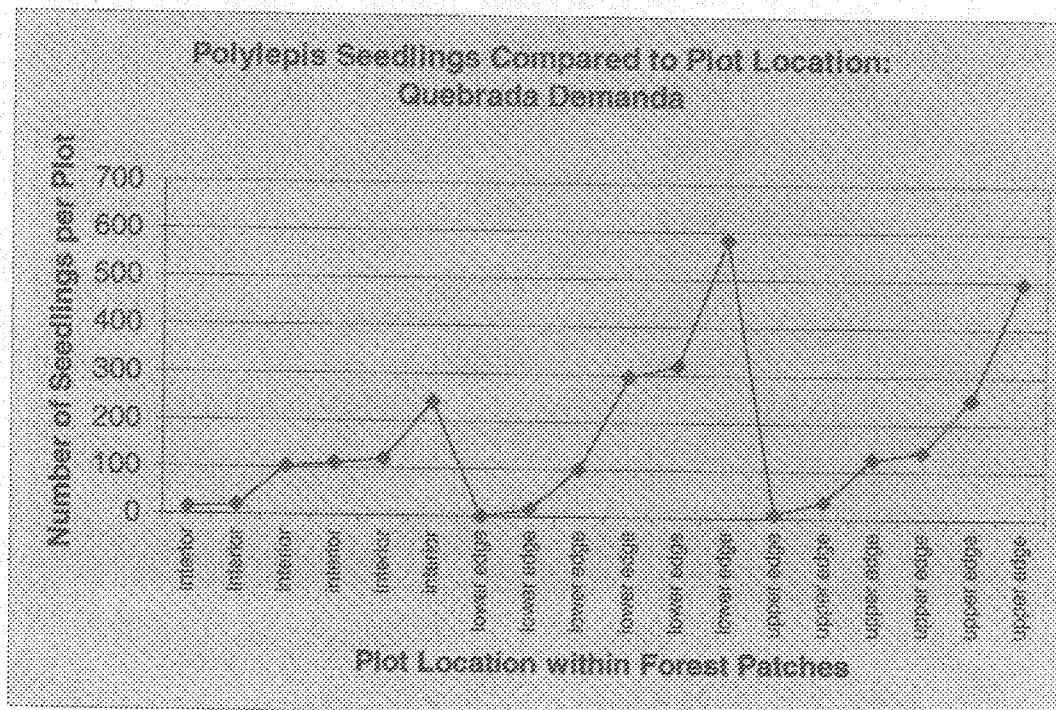 Polylepis Seedlings Compared to Plot Location:
Quebrada Demanda
Number of Seedlings per Plot
700
600
500
400
300
200
100
0
interior
interior
interior
interior
interior
interior
lower edge
lower edge
lower edge
lower edge
lower edge
lower edge
upper edge
upper edge
upper edge
upper edge
upper edge
upper edge
Plot Location within Forest Patches